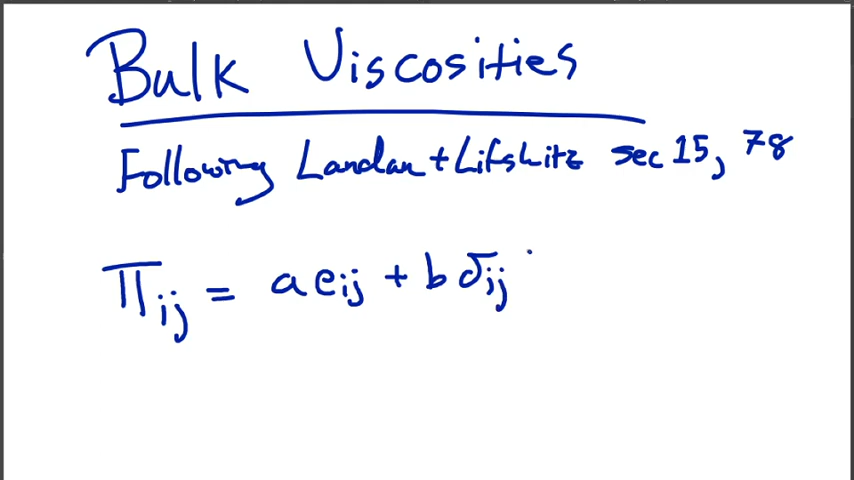 Bulk Viscosities
Following Landau + Lifshitz sec 15, 78
Πij = a eij + b δij